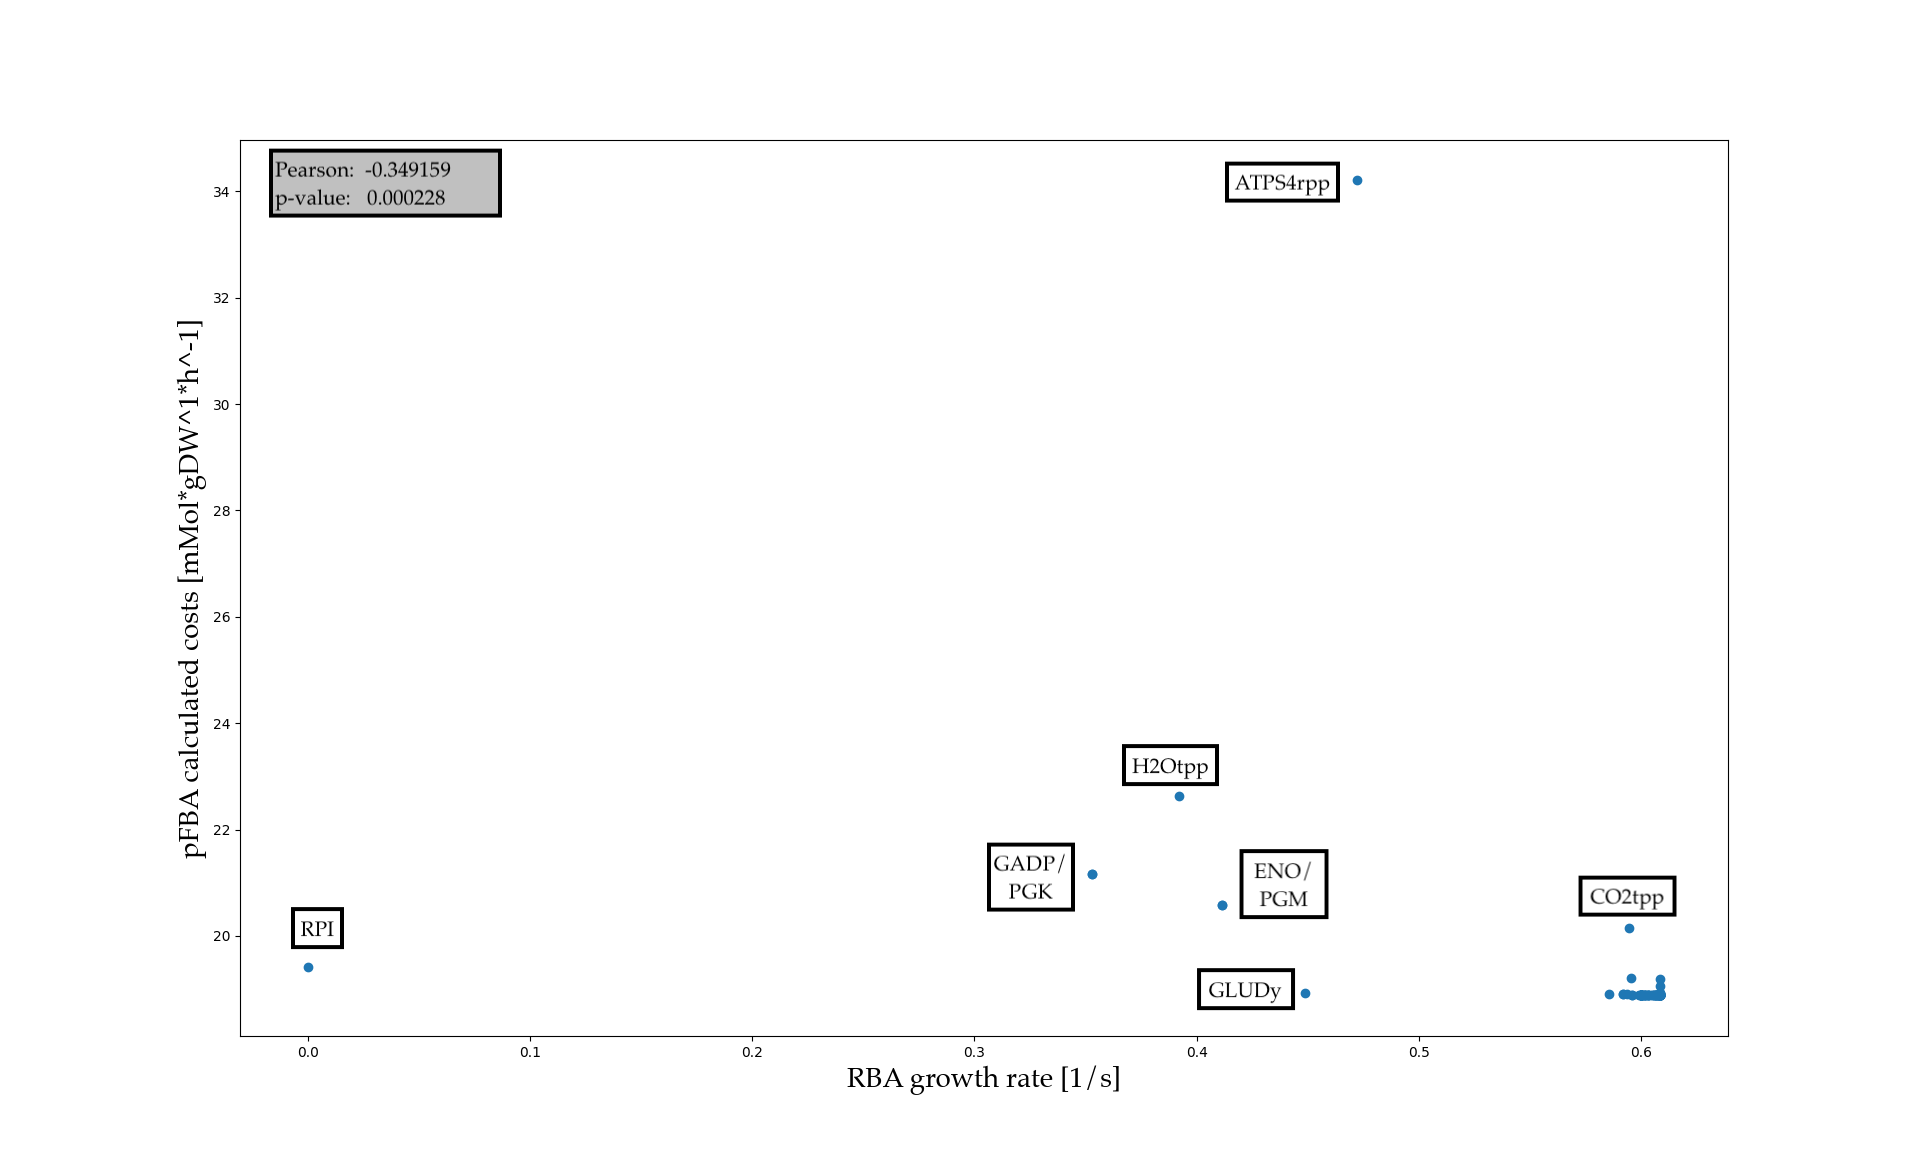 Pearson: -0.349159
p-value: 0.000228
ATPS4rpp
34
32
30
28
26
24
22
20
pFBA calculated costs [mMol*gDW^1*h^-1]
H2Otpp
GADP/
PGK
ENO/
PGM
CO2tpp
RPI
GLUDy
0.0 0.1 0.2 0.3 0.4 0.5 0.6
RBA growth rate [1/s]